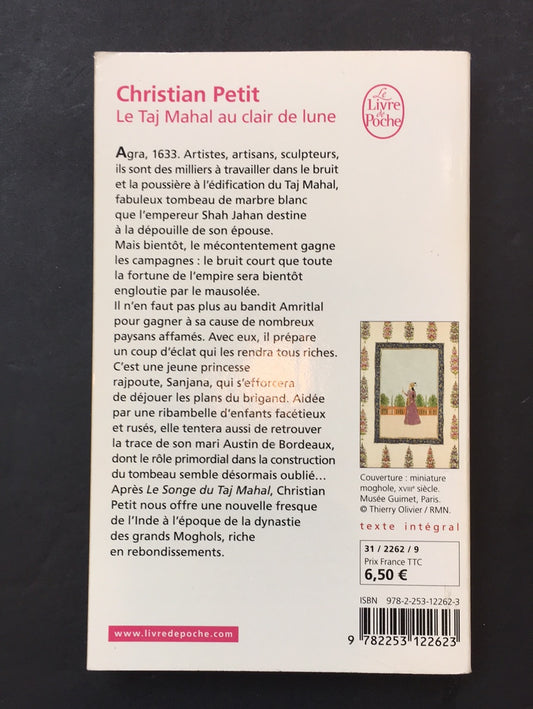 Christian Petit
Le Taj Mahal au clair de lune
Le
Livre
de
Poche
Agra, 1633. Artistes, artisans, sculpteurs,
ils sont des milliers à travailler dans le bruit
et la poussière à l'édification du Taj Mahal,
fabuleux tombeau de marbre blanc
que l'empereur Shah Jahan destine
à la dépouille de son épouse.
Mais bientôt, le mécontentement gagne
les campagnes : le bruit court que toute
la fortune de l'empire sera bientôt
engloutie par le mausolée.
Il n'en faut pas plus au bandit Amritlal
pour gagner à sa cause de nombreux
paysans affamés. Avec eux, il prépare
un coup d'éclat qui les rendra tous riches.
C'est une jeune princesse
rajpoute, Sanjana, qui s'efforcera
de déjouer les plans du brigand. Aidée
par une ribambelle d'enfants facétieux
et rusés, elle tentera aussi de retrouver
la trace de son mari Austin de Bordeaux,
dont le rôle primordial dans la construction
du tombeau semble désormais oublié...
Après Le Songe du Taj Mahal, Christian
Petit nous offre une nouvelle fresque
de l'Inde à l'époque de la dynastie
des grands Moghols, riche
en rebondissements.
Couverture : miniature
moghole, XVIIIe siècle.
Musée Guimet, Paris.
© Thierry Olivier / RMN.
texte intégral
31 / 2262 / 9
Prix France TTC
6,50 €
ISBN 978-2-253-12262-3
9 782253 122623
www.livredepoche.com